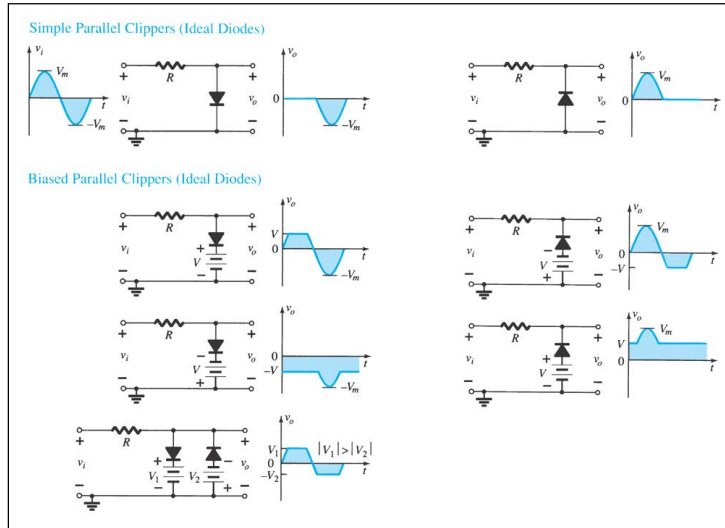 Simple Parallel Clippers (Ideal Diodes)
vi
Vm
t
−Vm
+
R
+
vi
vo
−
−
vo
0
t
−Vm
+
R
+
vi
vo
−
−
vo
Vm
0
t
Biased Parallel Clippers (Ideal Diodes)
+
R
+
vi
+
V
−
vo
−
−
vo
V
0
t
−Vm
+
R
+
vi
−
V
+
vo
−
−
vo
Vm
0
−V
t
+
R
+
vi
−
V
+
vo
−
−
vo
0
−V
t
−Vm
+
R
+
vi
+
V
−
vo
−
−
vo
Vm
V
0
t
+
R
+
vi
+
V1
−
−
V2
+
vo
−
−
vo
V1
0
−V2
|V1| > |V2|
t